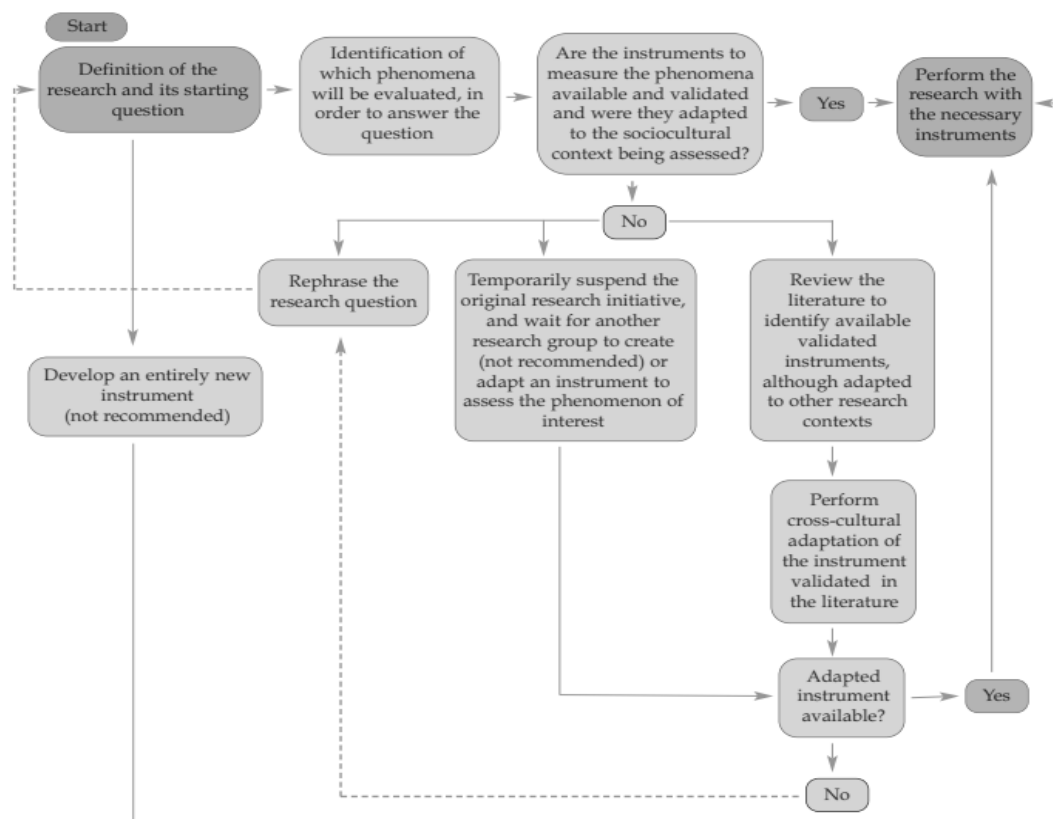 Start
Definition of the
research and its starting
question
Identification of
which phenomena
will be evaluated, in
order to answer the
question
Are the instruments to
measure the phenomena
available and validated
and were they adapted
to the sociocultural
context being assessed?
Yes
Perform the
research with
the necessary
instruments
No
Rephrase the
research question
Temporarily suspend the
original research initiative,
and wait for another
research group to create
(not recommended) or
adapt an instrument to
assess the phenomenon of
interest
Review the
literature to
identify available
validated
instruments,
although adapted
to other research
contexts
Develop an entirely new
instrument
(not recommended)
Perform
cross-cultural
adaptation of
the instrument
validated in
the literature
Adapted
instrument
available?
Yes
No